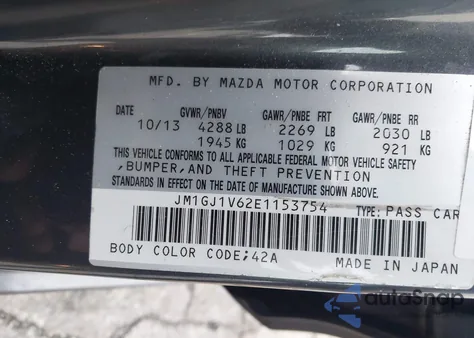 MFD. BY MAZDA MOTOR CORPORATION
DATE GVWR/PNBV GAWR/PNBE FRT GAWR/PNBE RR
10/13 4288 LB 2269 LB 2030 LB
1945 KG 1029 KG 921 KG
THIS VEHICLE CONFORMS TO ALL APPLICABLE FEDERAL MOTOR VEHICLE SAFETY
,BUMPER,AND THEFT PREVENTION
STANDARDS IN EFFECT ON THE DATE OF MANUFACTURE SHOWN ABOVE.
JM1GJ1V62E1153754 TYPE:PASS CAR
BODY COLOR CODE;42A MADE IN JAPAN
autoSnap